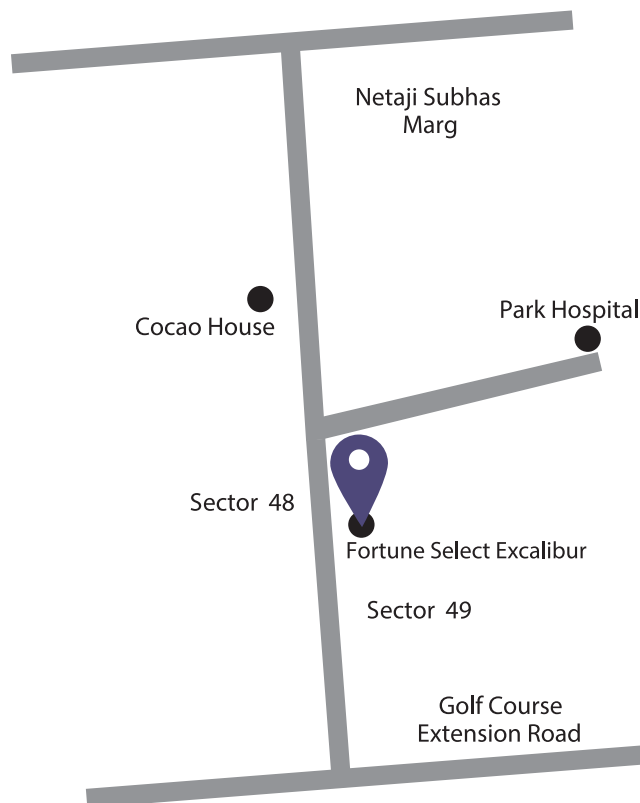 Netaji Subhas
Marg
Park Hospital
Cocao House
Sector 48
Fortune Select Excalibur
Sector 49
Golf Course
Extension Road